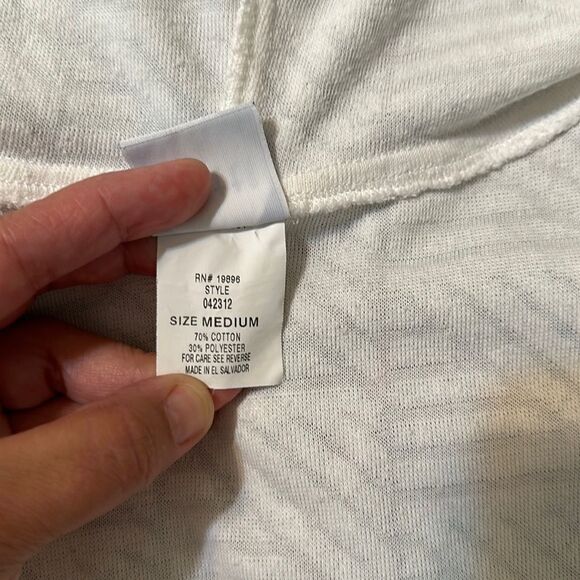 RN# 19896
STYLE
042312
SIZE MEDIUM
70% COTTON
30% POLYESTER
FOR CARE SEE REVERSE
MADE IN EL SALVADOR